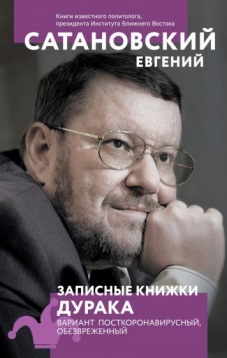 Книги известного политолога,
президента Института Ближнего Востока
САТАНОВСКИЙ
ЕВГЕНИЙ
ЗАПИСНЫЕ КНИЖКИ
ДУРАКА
ВАРИАНТ ПОСТКОРОНАВИРУСНЫЙ,
ОБЕЗВРЕЖЕННЫЙ